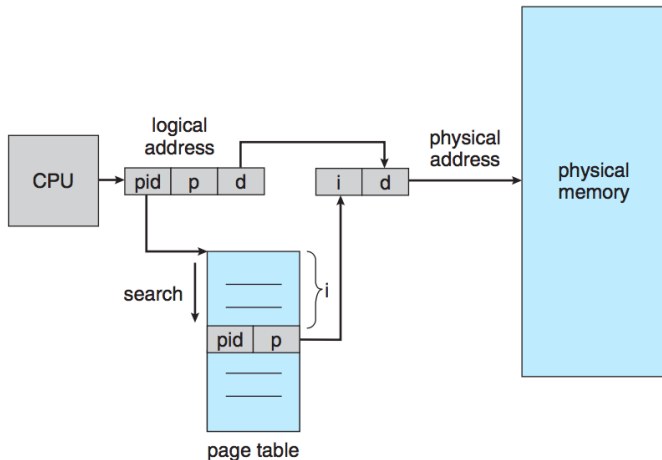 logical
address
physical
address
CPU
pid p d
i d
physical
memory
search
i
pid p
page table